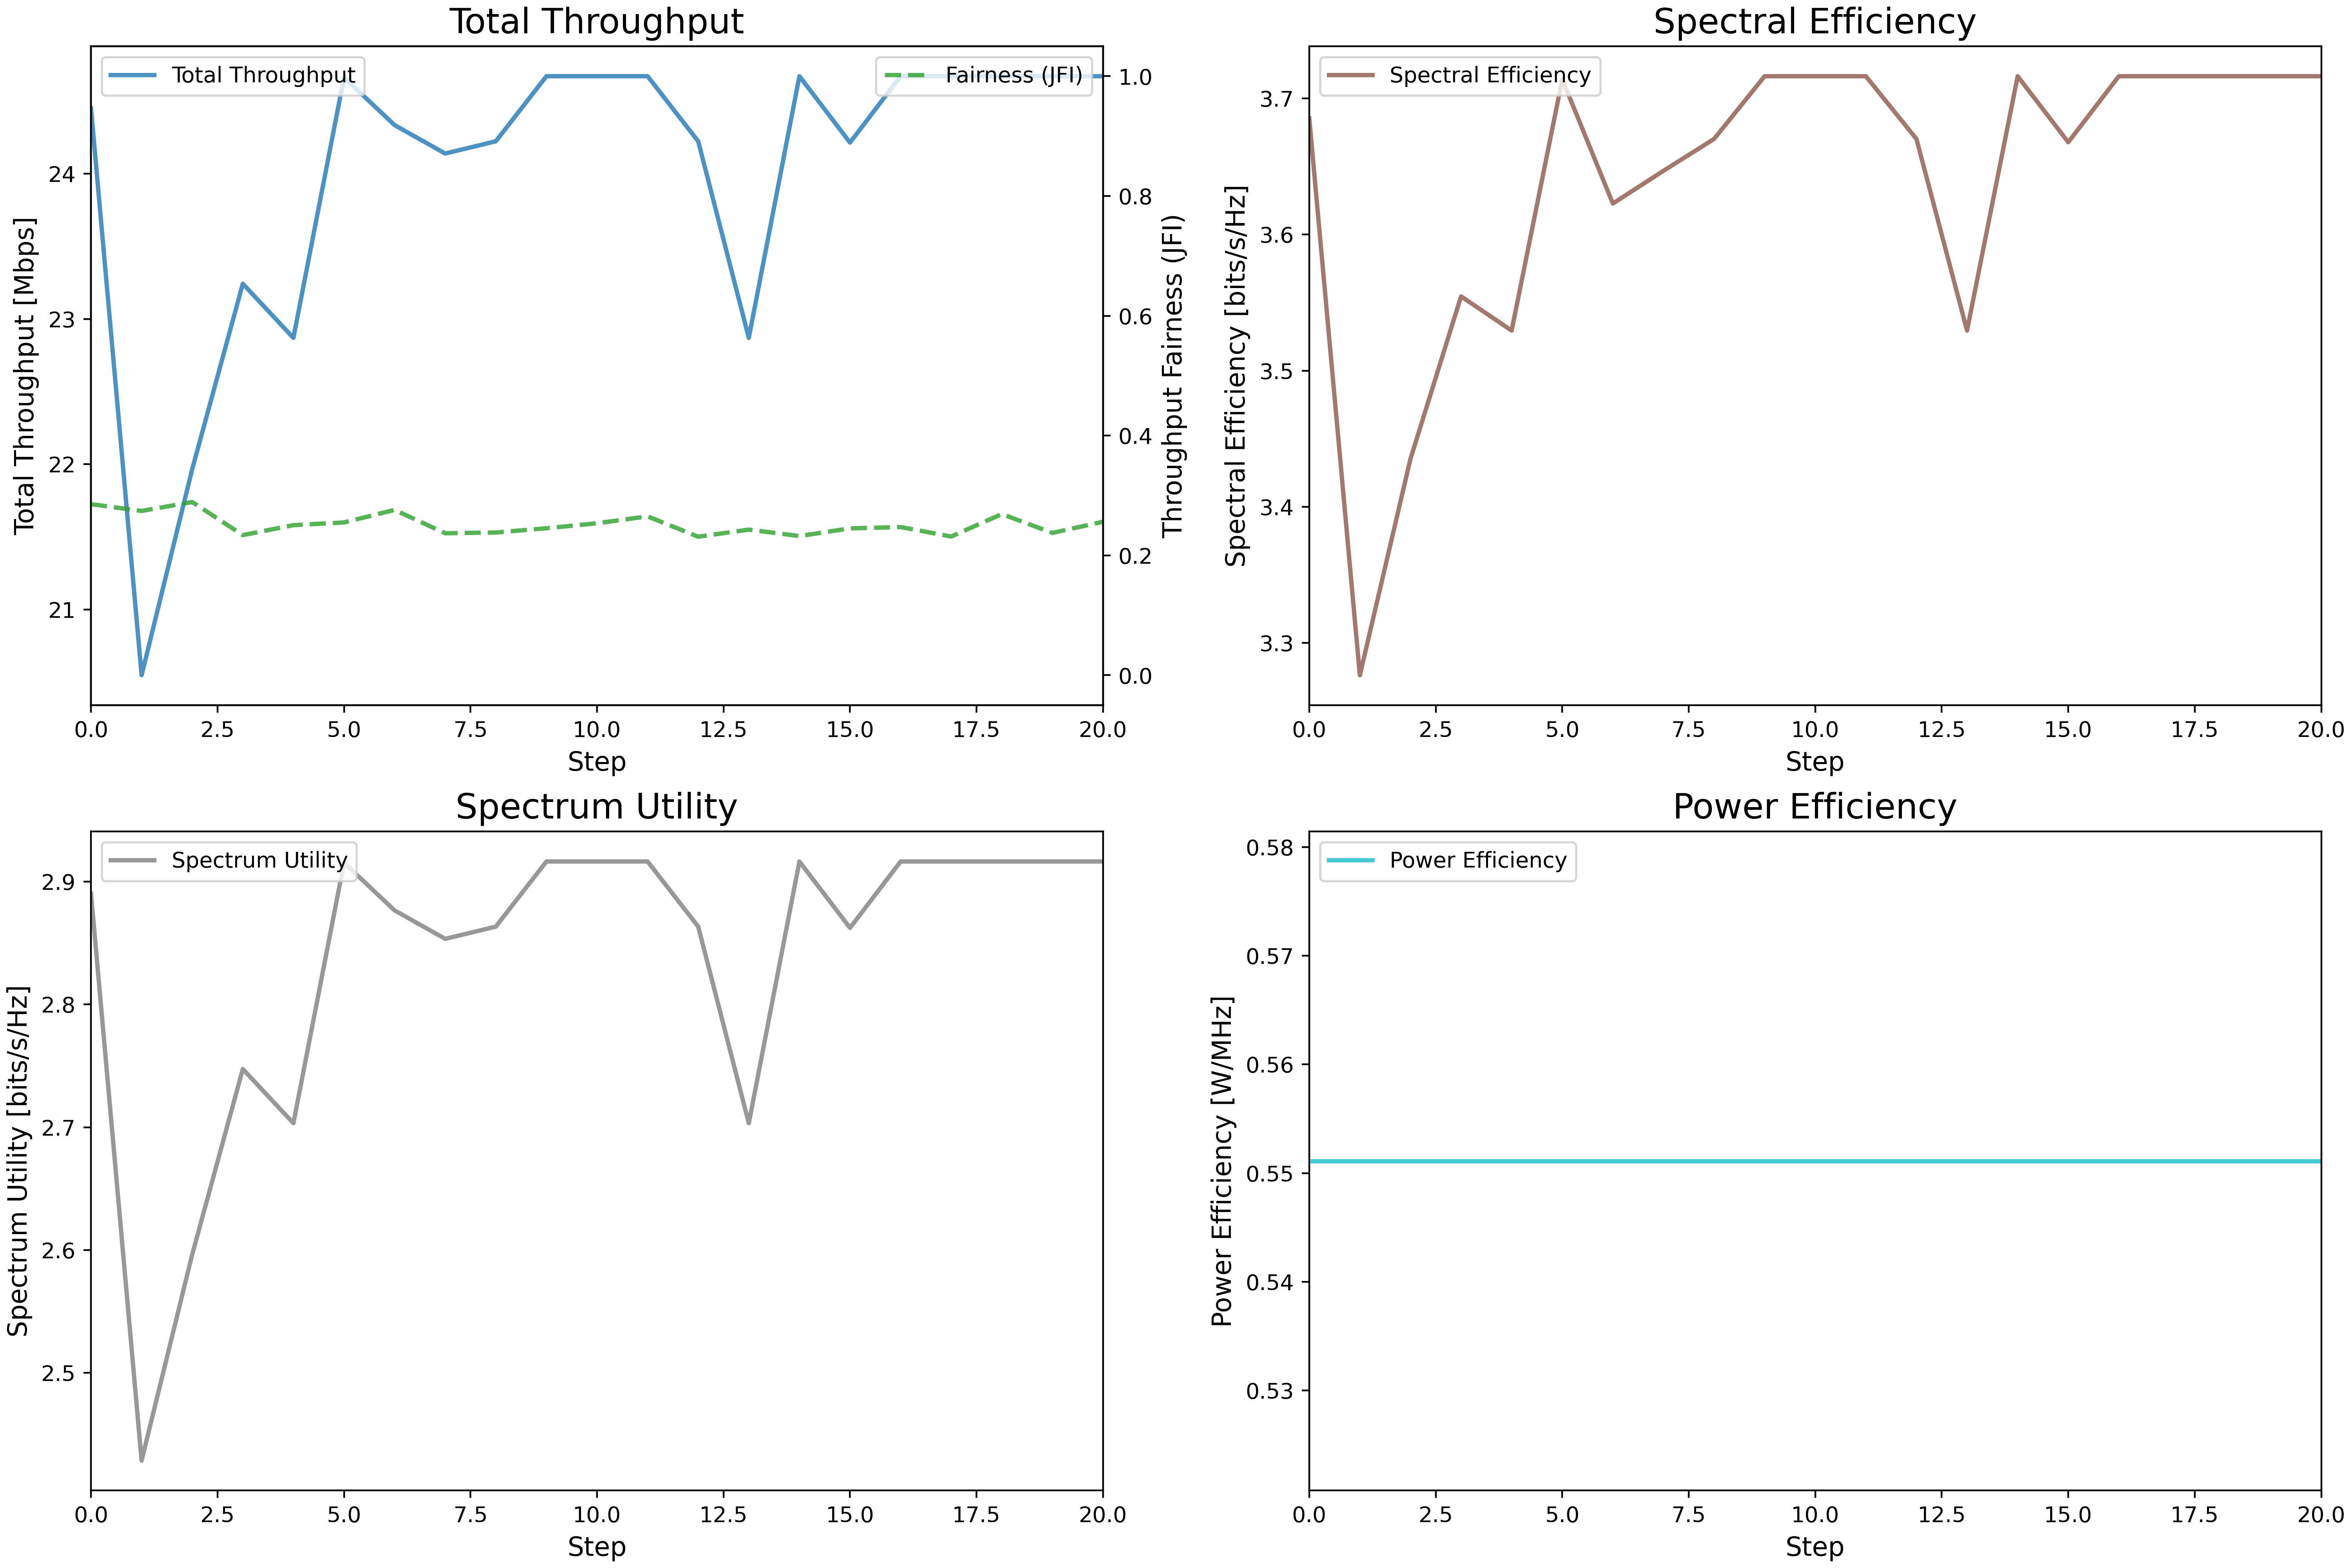 Total Throughput
Total Throughput
Fairness (JFI)
24
23
22
21
1.0
0.8
0.6
0.4
0.2
0.0
Total Throughput [Mbps]
Throughput Fairness (JFI)
0.0 2.5 5.0 7.5 10.0 12.5 15.0 17.5 20.0
Step
Spectral Efficiency
Spectral Efficiency
3.7
3.6
3.5
3.4
3.3
Spectral Efficiency [bits/s/Hz]
0.0 2.5 5.0 7.5 10.0 12.5 15.0 17.5 20.0
Step
Spectrum Utility
Spectrum Utility
2.9
2.8
2.7
2.6
2.5
Spectrum Utility [bits/s/Hz]
0.0 2.5 5.0 7.5 10.0 12.5 15.0 17.5 20.0
Step
Power Efficiency
Power Efficiency
0.58
0.57
0.56
0.55
0.54
0.53
Power Efficiency [W/MHz]
0.0 2.5 5.0 7.5 10.0 12.5 15.0 17.5 20.0
Step